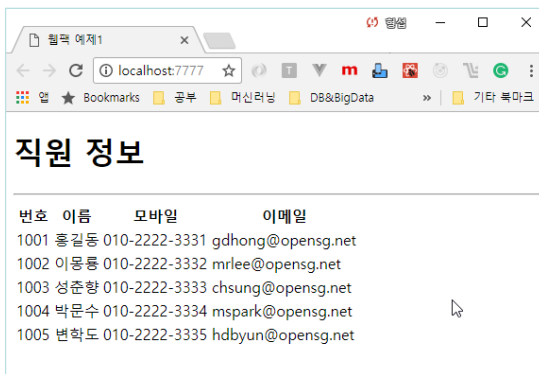 형섭
웹팩 예제1
localhost:7777
앱 Bookmarks 공부 머신러닝 DB&BigData » 기타 북마크
직원 정보
번호 이름 모바일 이메일
1001 홍길동 010-2222-3331 gdhong@opensg.net
1002 이몽룡 010-2222-3332 mrlee@opensg.net
1003 성춘향 010-2222-3333 chsung@opensg.net
1004 박문수 010-2222-3334 mspark@opensg.net
1005 변학도 010-2222-3335 hdbyun@opensg.net